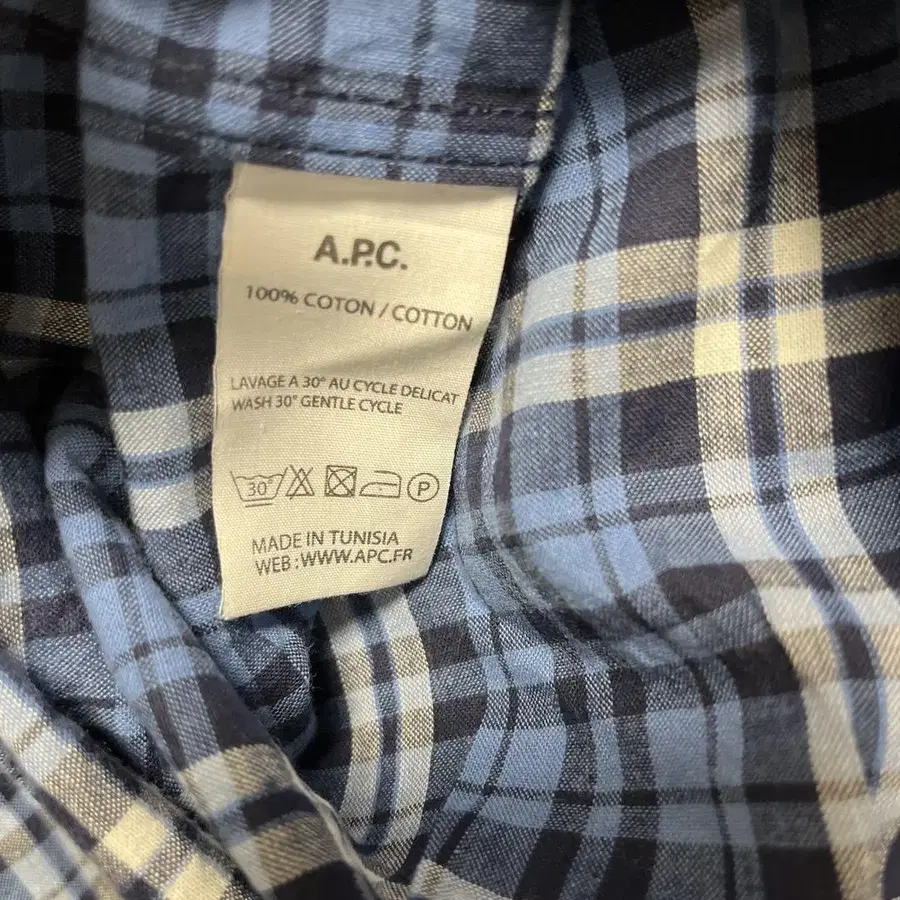 A.P.C.
100% COTON / COTTON
LAVAGE A 30° AU CYCLE DELICAT
WASH 30° GENTLE CYCLE
30° P
MADE IN TUNISIA
WEB : WWW.APC.FR